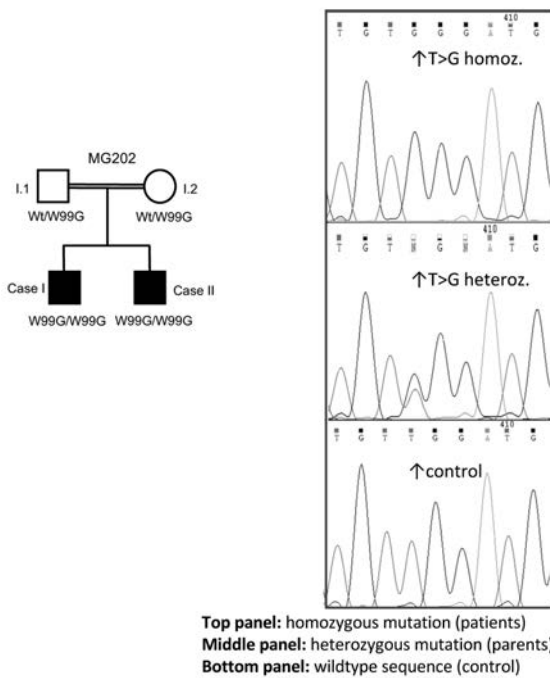 MG202
I.1
I.2
Wt/W99G
Wt/W99G
Case I
Case II
W99G/W99G
W99G/W99G
410
T G T G G G A T G
↑T>G homoz.
410
T G T N G N A T G
↑T>G heteroz.
410
T G T T G G A T G
↑control
Top panel: homozygous mutation (patients)
Middle panel: heterozygous mutation (parents)
Bottom panel: wildtype sequence (control)